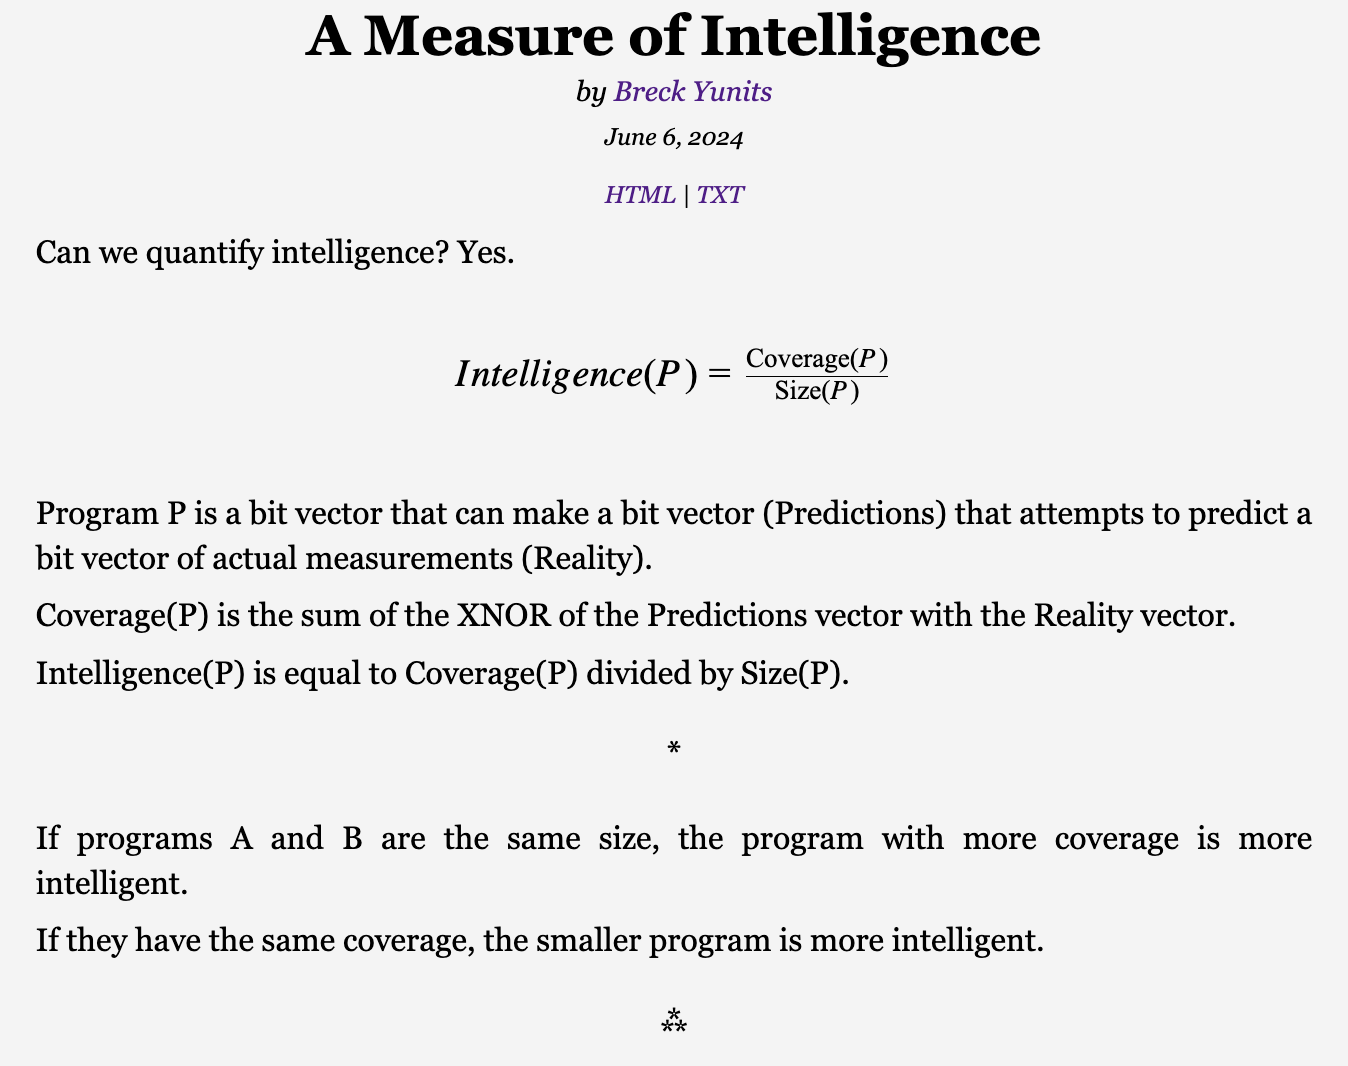 A Measure of Intelligence
by Breck Yunits
June 6, 2024
HTML | TXT
Can we quantify intelligence? Yes.
Intelligence(P) = Coverage(P) / Size(P)
Program P is a bit vector that can make a bit vector (Predictions) that attempts to predict a
bit vector of actual measurements (Reality).
Coverage(P) is the sum of the XNOR of the Predictions vector with the Reality vector.
Intelligence(P) is equal to Coverage(P) divided by Size(P).
*
If programs A and B are the same size, the program with more coverage is more
intelligent.
If they have the same coverage, the smaller program is more intelligent.
⁂